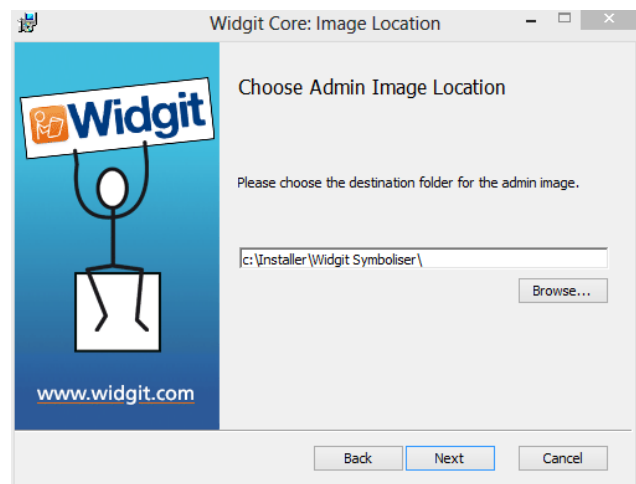 Widgit Core: Image Location
Widgit
Choose Admin Image Location
Please choose the destination folder for the admin image.
c:\Installer\Widgit Symboliser\
Browse...
www.widgit.com
Back Next Cancel